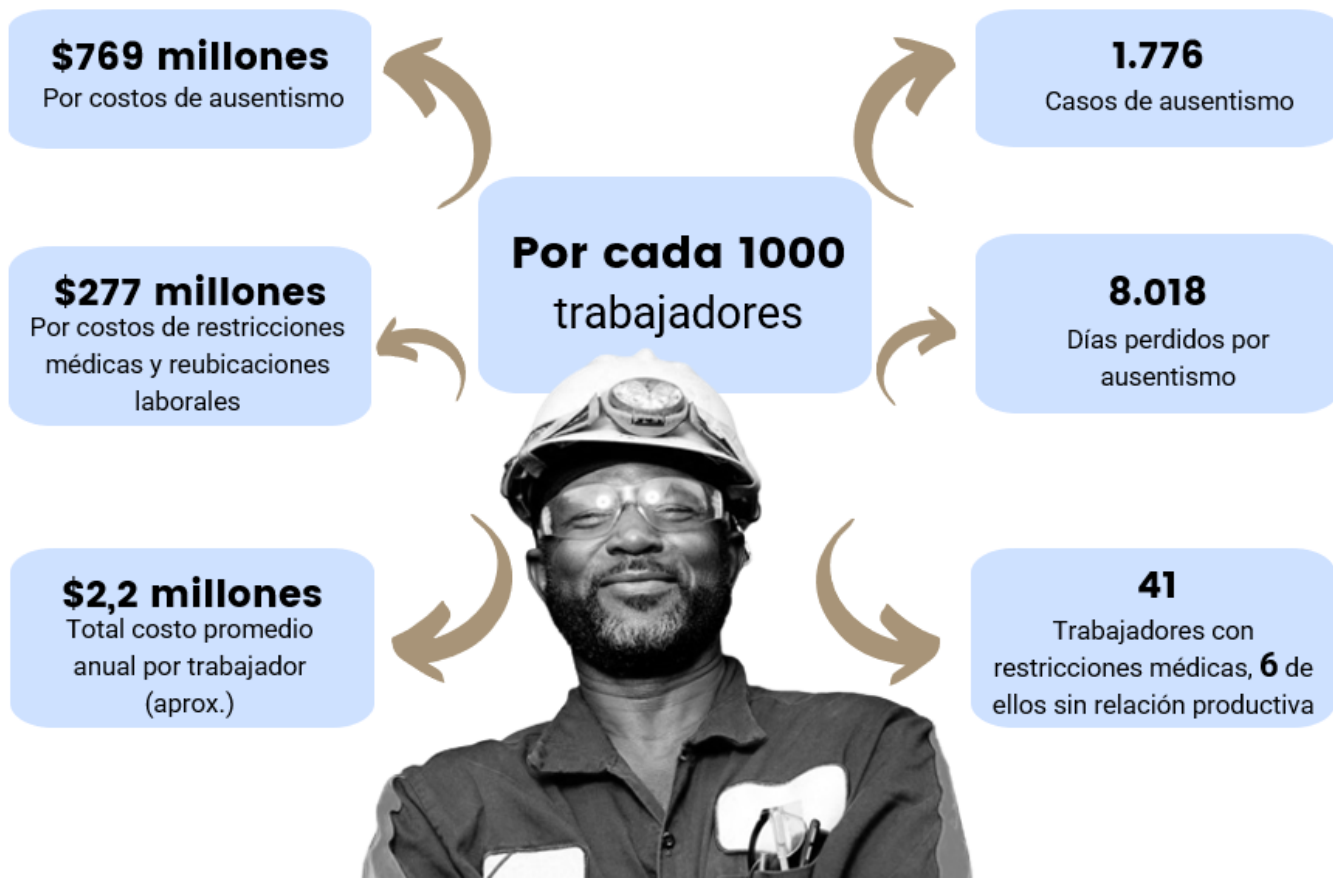 $769 millones
Por costos de ausentismo
1.776
Casos de ausentismo
Por cada 1000
trabajadores
$277 millones
Por costos de restricciones
médicas y reubicaciones
laborales
8.018
Días perdidos por
ausentismo
$2,2 millones
Total costo promedio
anual por trabajador
(aprox.)
41
Trabajadores con
restricciones médicas, 6 de
ellos sin relación productiva